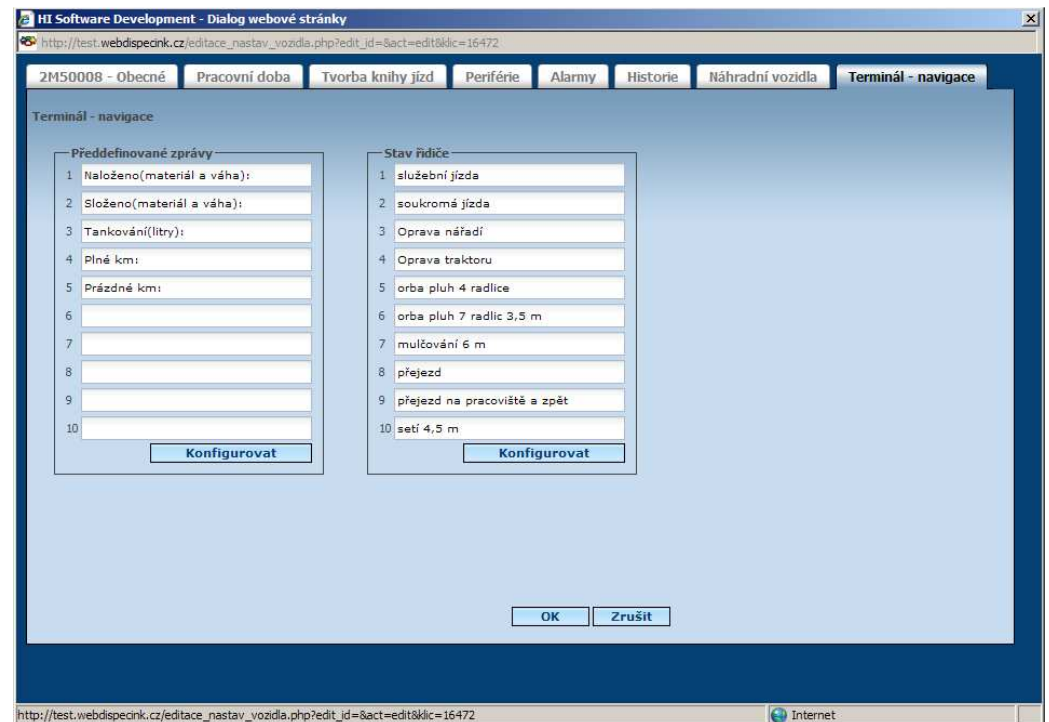 HI Software Development - Dialog webové stránky
http://test.webdispecink.cz/editace_nastav_vozidla.php?edit_id=&act=edit&klic=16472
2M50008 - Obecné Pracovní doba Tvorba knihy jízd Periférie Alarmy Historie Náhradní vozidla Terminál - navigace
Terminál - navigace
Předdefinované zprávy Stav řidiče
1 Naloženo(materiál a váha): 1 služební jízda
2 Složeno(materiál a váha): 2 soukromá jízda
3 Tankování(litry): 3 Oprava nářadí
4 Plné km: 4 Oprava traktoru
5 Prázdné km: 5 orba pluh 4 radlice
6 6 orba pluh 7 radlic 3,5 m
7 7 mulčování 6 m
8 8 přejezd
9 9 přejezd na pracoviště a zpět
10 10 setí 4,5 m
Konfigurovat Konfigurovat
OK Zrušit
http://test.webdispecink.cz/editace_nastav_vozidla.php?edit_id=&act=edit&klic=16472 Internet